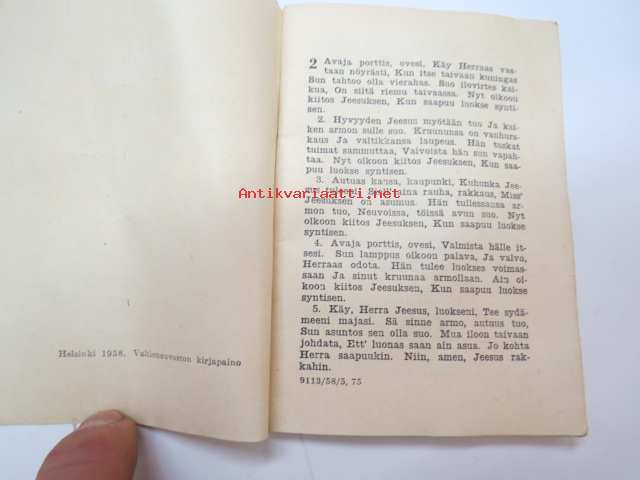 Helsinki 1958. Valtioneuvoston kirjapaino
2 Avaja porttis, ovesi, Käy Herraas vas-
taan nöyrästi, Kun itse taivaan kuningas
Sun tahtoo olla vierahas. Suo ilovirtes kai-
kua, On siitä riemu taivaassa. Nyt olkoon
kiitos Jeesuksen, Kun saapuu luokse synti-
sen.
2. Hyvyyden Jeesus myötään tuo Ja kai-
ken armon sulle suo. Kruununsa on vanhurs-
kaus Ja valtikkansa laupeus. Hän tuskat
tuimat sammuttaa, Vaivoista hän sun vapah-
taa. Nyt olkoon kiitos Jeesuksen, Kun saa-
puu luokse syntisen.
3. Autuas kansa, kaupunki, Kuhunka Jee-
aina rauha, rakkaus, Miss'
Jeesuksen on asumus. Hän tullessansa ar-
mon tuo, Neuvoissa, töissä avun suo. Nyt
olkoon kiitos Jeesuksen, Kun saapuu luokse
syntisen.
4. Avaja porttis, ovesi, Valmista hälle it-
sesi. Sun lamppus olkoon palava, Ja valvo,
Herraas odota. Hän tulee luokses voimas-
saan Ja sinut kruunaa armollaan. Ain ol-
koon kiitos Jeesuksen, Kun saapuu luokse
syntisen.
5. Käy, Herra Jeesus, luokseni, Tee sydä-
meeni majasi. Sä sinne armo, autuus tuo,
Sun asuntos sen olla suo. Mua iloon taivaan
johdata, Ett' luonas saan ain asua. Jo kohta
Herra saapuukin. Niin, amen, Jeesus rak-
kahin.
9113/58/5, 75
Antikvariaatti.net